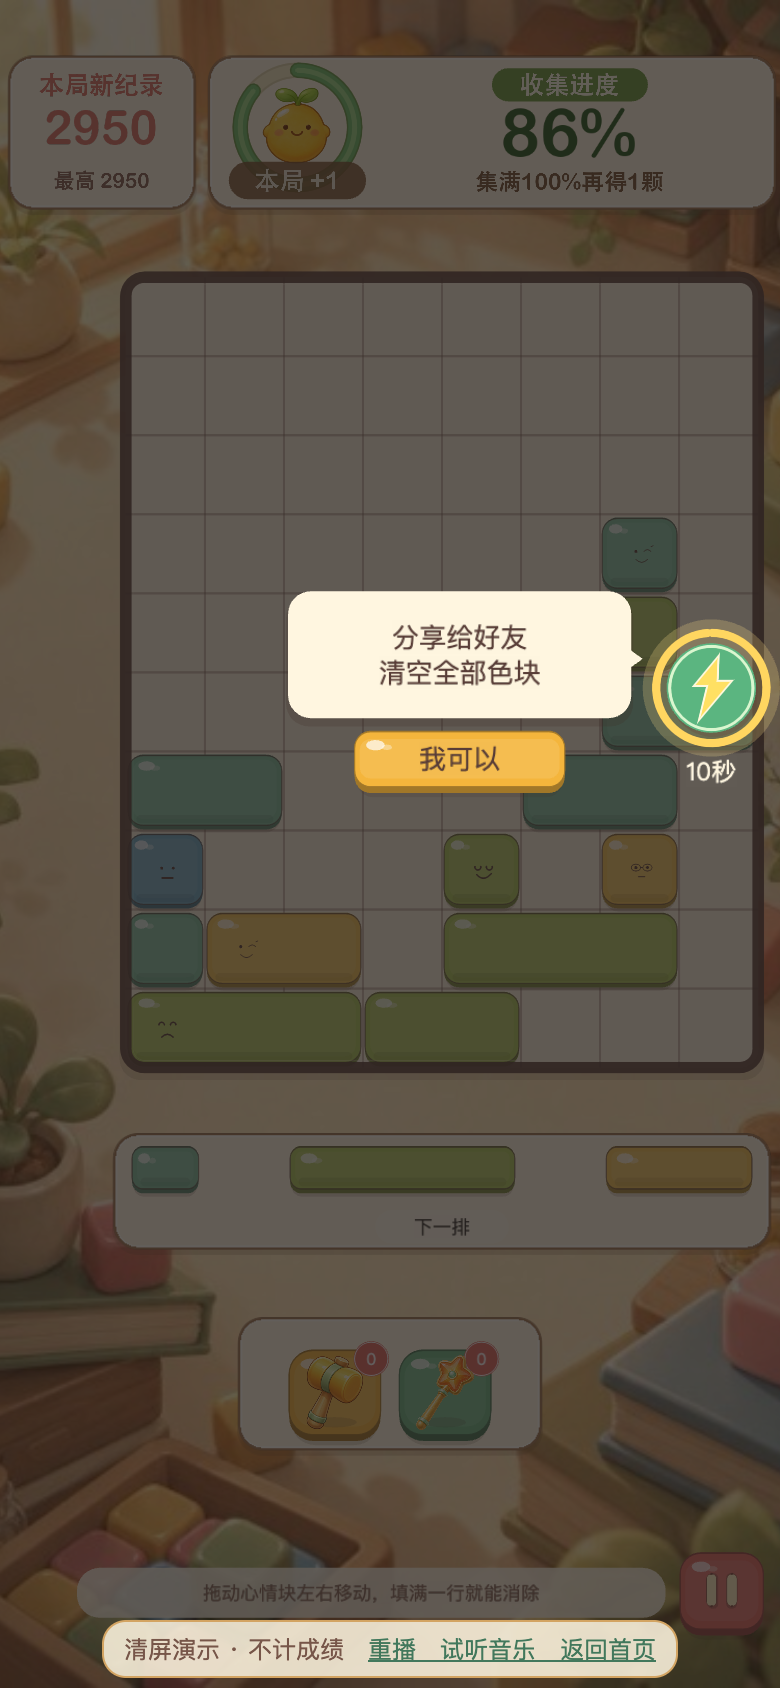 本局新纪录
2950
最高 2950
本局 +1
收集进度
86%
集满100%再得1颗
分享给好友
清空全部色块
我可以
10秒
下一排
0
0
拖动心情块左右移动，填满一行就能消除
清屏演示 · 不计成绩 重播 试听音乐 返回首页